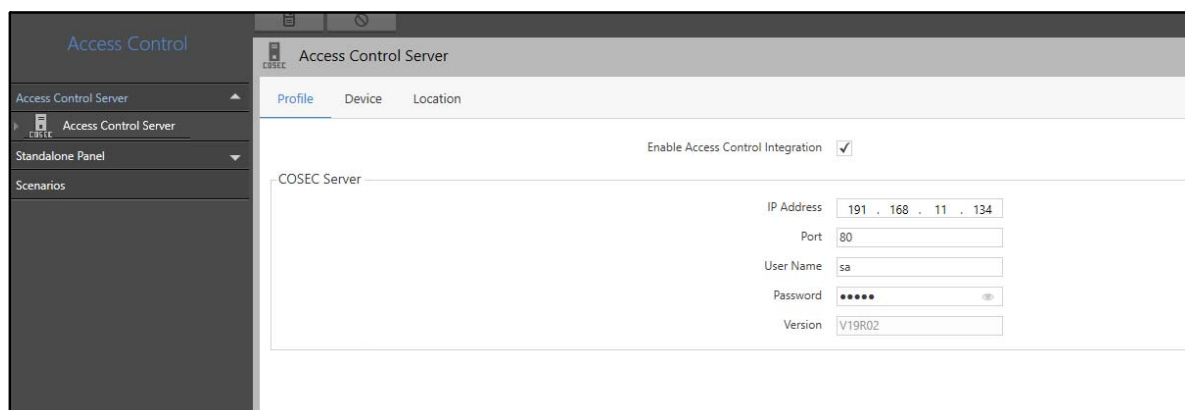 Access Control
COSEC
Access Control Server
Access Control Server
Profile Device Location
COSEC
Access Control Server
Enable Access Control Integration
Standalone Panel
Scenarios
COSEC Server
IP Address 191 . 168 . 11 . 134
Port 80
User Name sa
Password •••••
Version V19R02